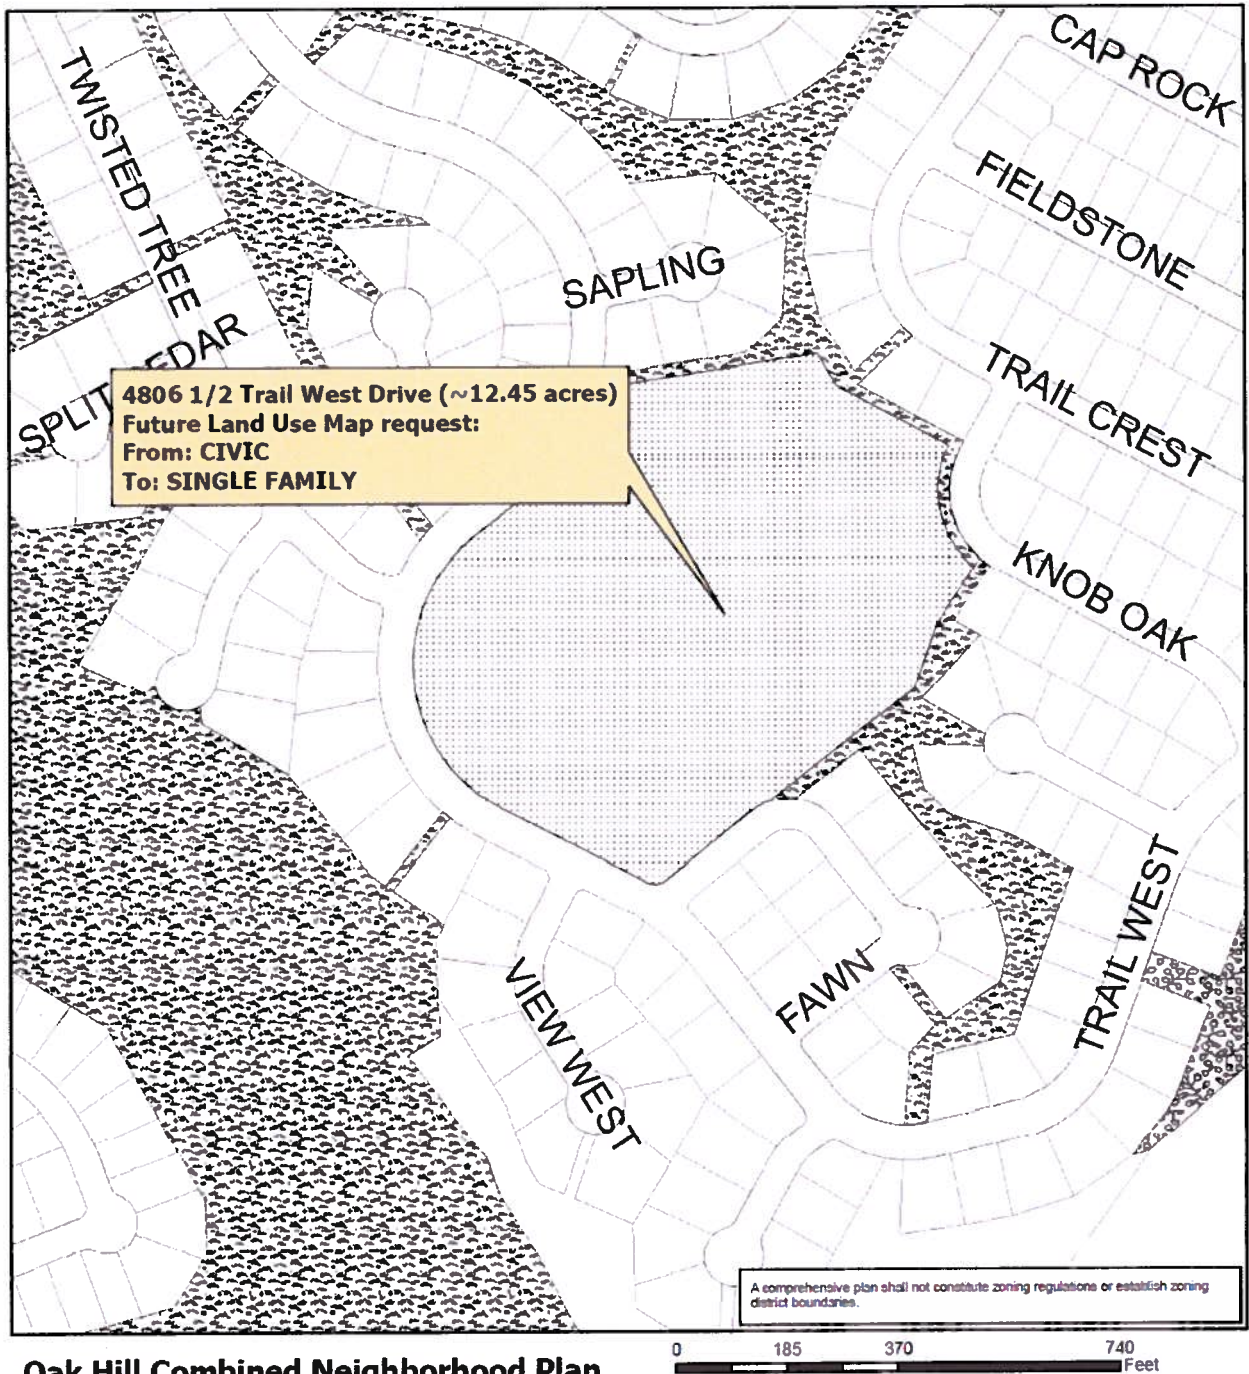 CAP ROCK
TWISTED TREE
FIELDSTONE
SAPLING
SPLIT CEDAR
TRAIL CREST
4806 1/2 Trail West Drive (~12.45 acres)
Future Land Use Map request:
From: CIVIC
To: SINGLE FAMILY
KNOB OAK
TRAIL WEST
VIEW WEST
FAWN
A comprehensive plan shall not constitute zoning regulations or establish zoning
district boundaries.
Oak Hill Combined Neighborhood Plan
0 185 370 740
Feet